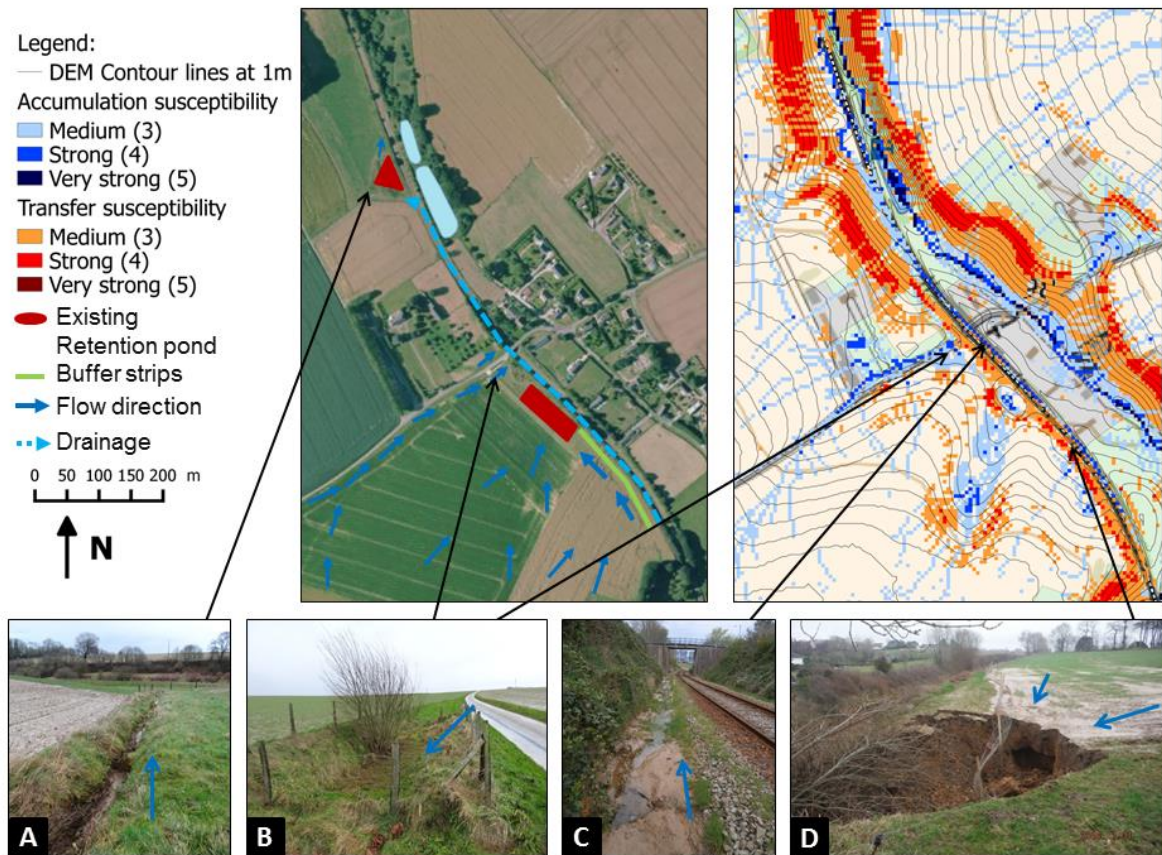 Legend:
DEM Contour lines at 1m
Accumulation susceptibility
Medium (3)
Strong (4)
Very strong (5)
Transfer susceptibility
Medium (3)
Strong (4)
Very strong (5)
Existing
Retention pond
Buffer strips
Flow direction
Drainage
0 50 100 150 200 m
N
A
B
C
D